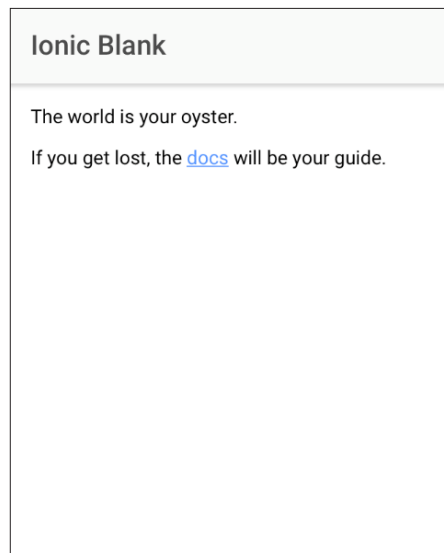 Ionic Blank
The world is your oyster.
If you get lost, the docs will be your guide.